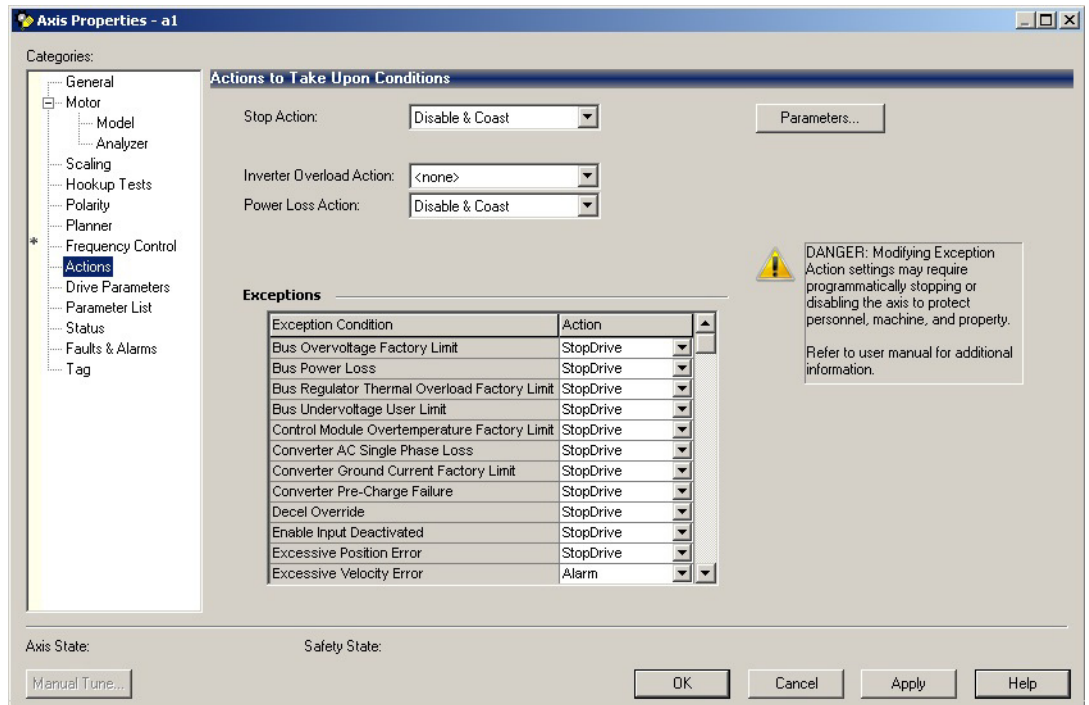 Axis Properties - a1
Categories:
General
Motor
Model
Analyzer
Scaling
Hookup Tests
Polarity
Planner
* Frequency Control
Actions
Drive Parameters
Parameter List
Status
Faults & Alarms
Tag
Actions to Take Upon Conditions
Stop Action: Disable & Coast Parameters...
Inverter Overload Action: <none>
Power Loss Action: Disable & Coast
DANGER: Modifying Exception
Action settings may require
programmatically stopping or
disabling the axis to protect
personnel, machine, and property.
Refer to user manual for additional
information.
Exceptions
Exception Condition Action
Bus Overvoltage Factory Limit StopDrive
Bus Power Loss StopDrive
Bus Regulator Thermal Overload Factory Limit StopDrive
Bus Undervoltage User Limit StopDrive
Control Module Overtemperature Factory Limit StopDrive
Converter AC Single Phase Loss StopDrive
Converter Ground Current Factory Limit StopDrive
Converter Pre-Charge Failure StopDrive
Decel Override StopDrive
Enable Input Deactivated StopDrive
Excessive Position Error StopDrive
Excessive Velocity Error Alarm
Axis State: Safety State:
Manual Tune... OK Cancel Apply Help